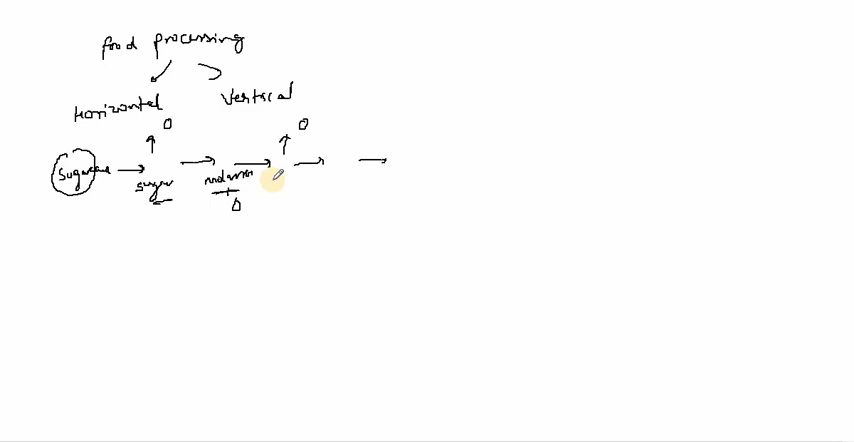 food processing
Horizontal Vertical
Sugarcane → sugar → molasses → → →